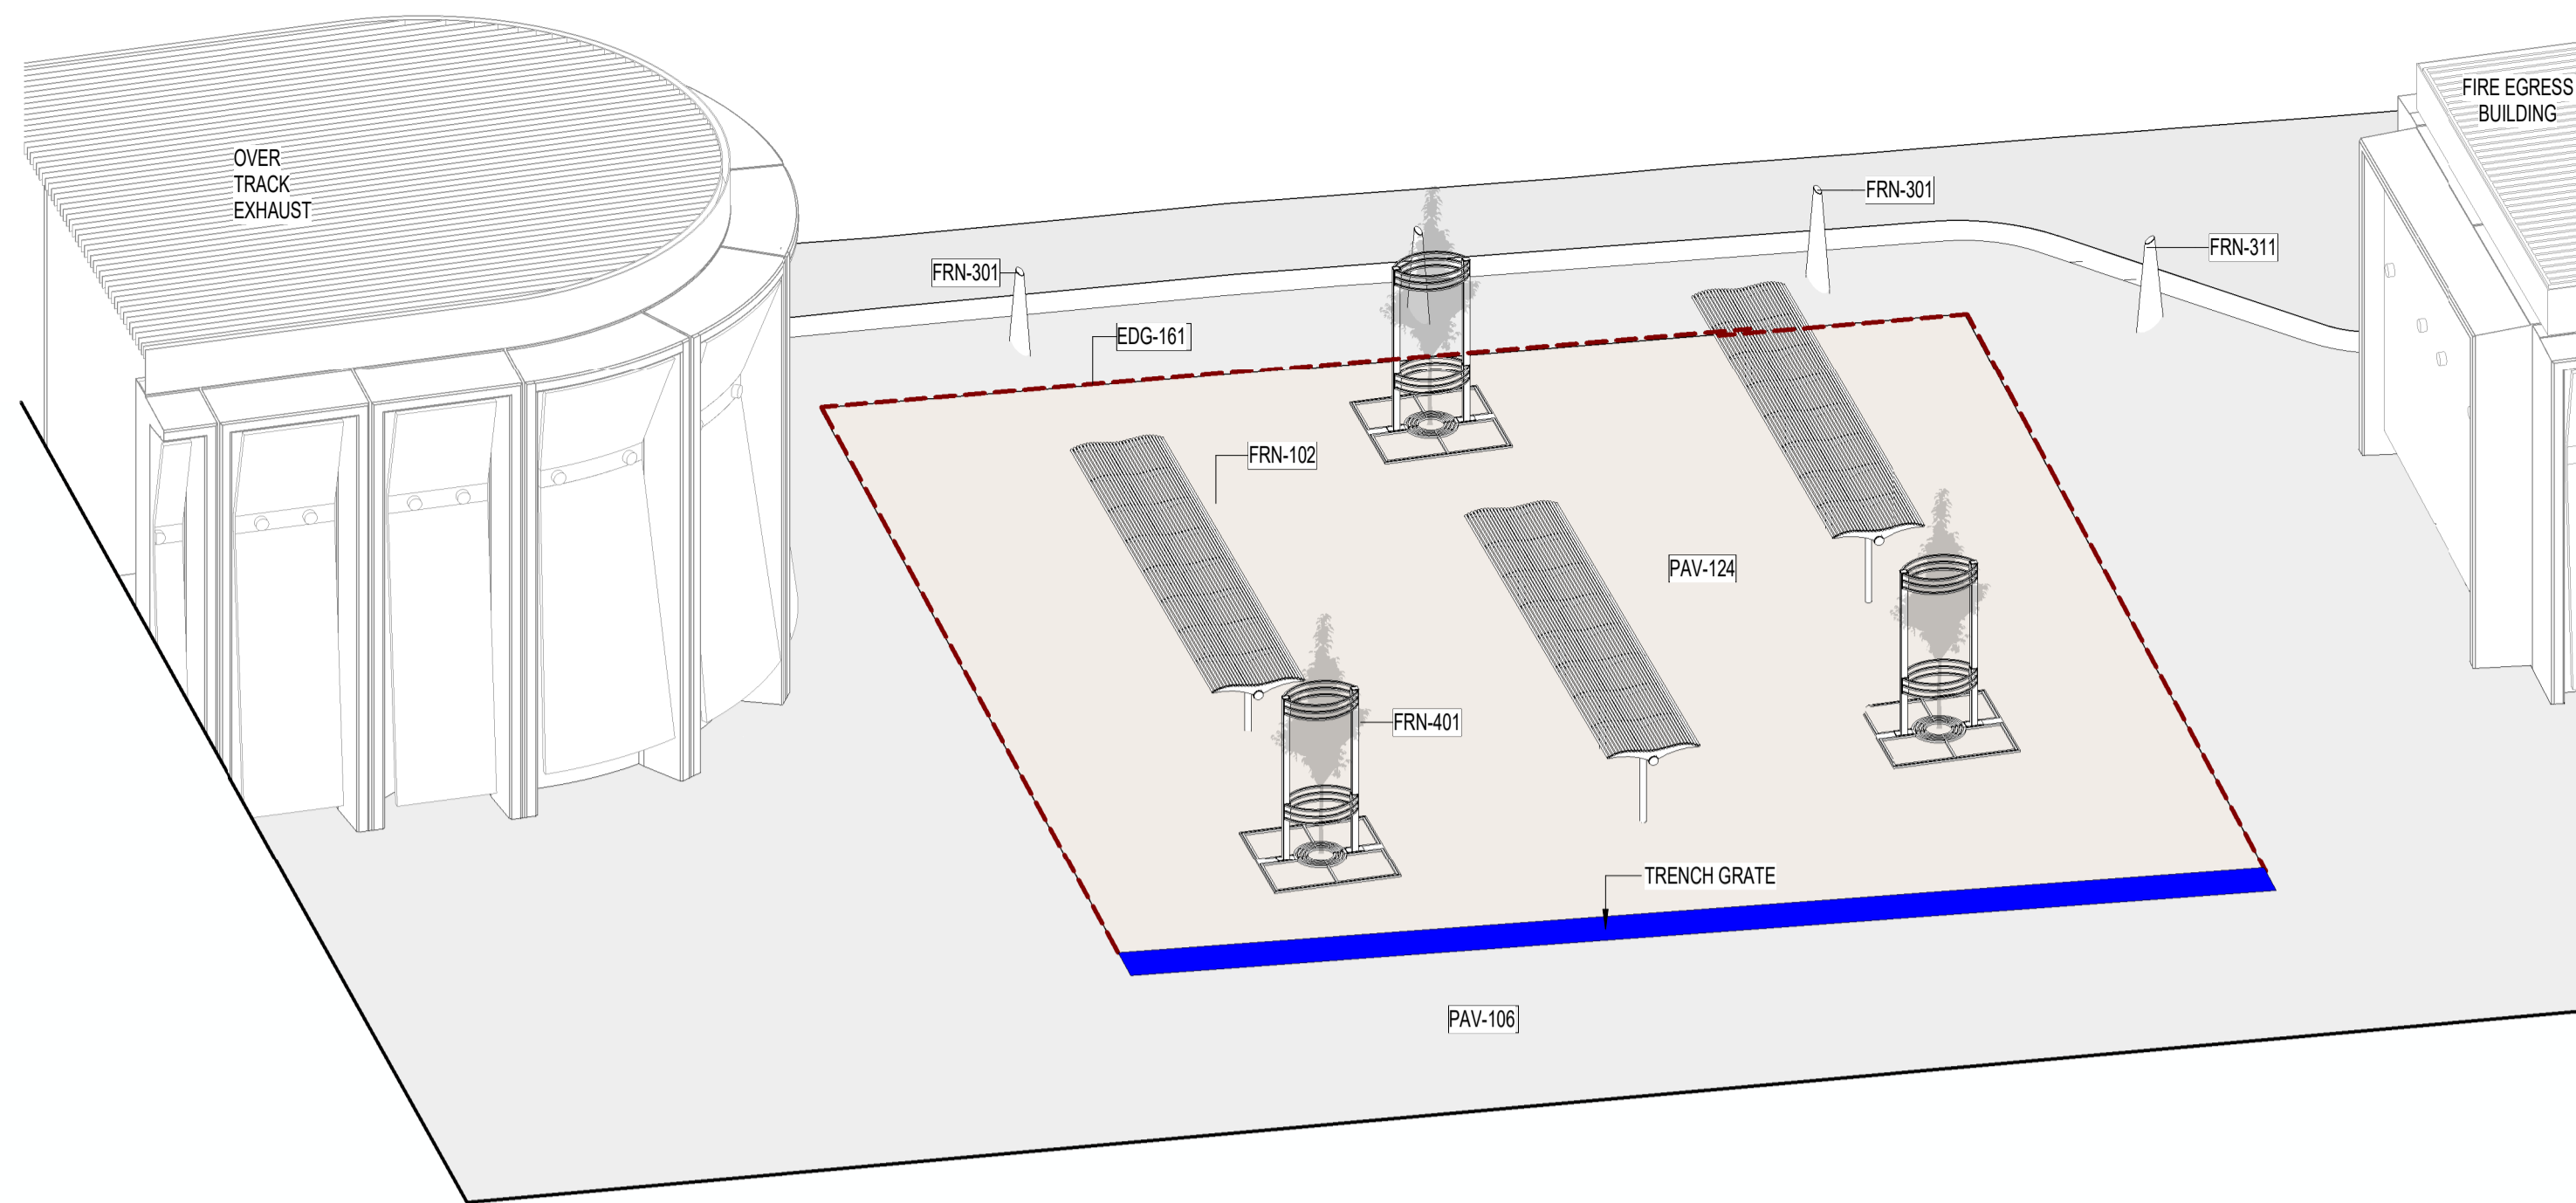 FIRE EGRESS
BUILDING
OVER
TRACK
EXHAUST
FRN-301
FRN-311
FRN-301
EDG-161
FRN-102
PAV-124
FRN-401
TRENCH GRATE
PAV-106